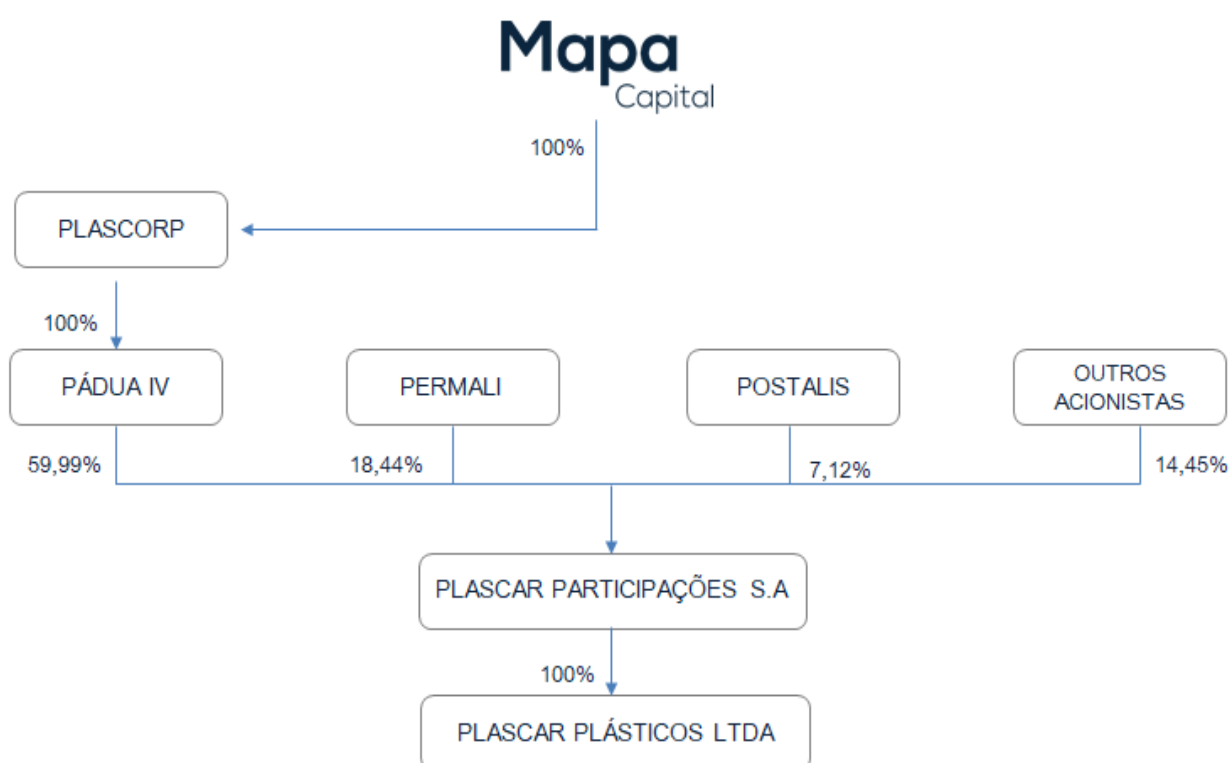 Mapa
Capital
100%
PLASCORP
100%
PÁDUA IV
PERMALI
POSTALIS
OUTROS
ACIONISTAS
59,99%
18,44%
7,12%
14,45%
PLASCAR PARTICIPAÇÕES S.A
100%
PLASCAR PLÁSTICOS LTDA